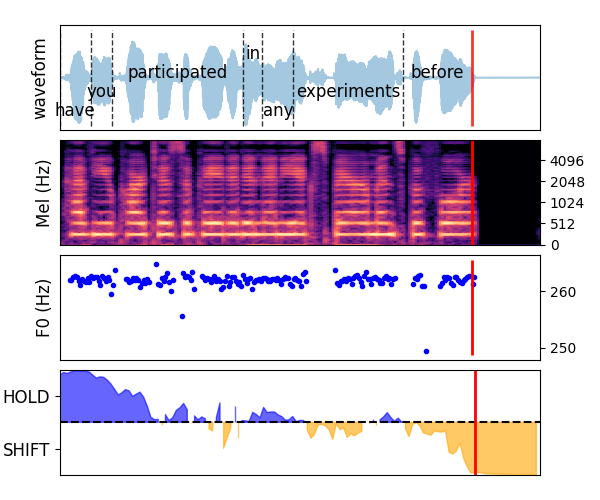 waveform
have
you
participated
in
any
experiments
before
Mel (Hz)
4096
2048
1024
512
0
F0 (Hz)
260
250
HOLD
SHIFT